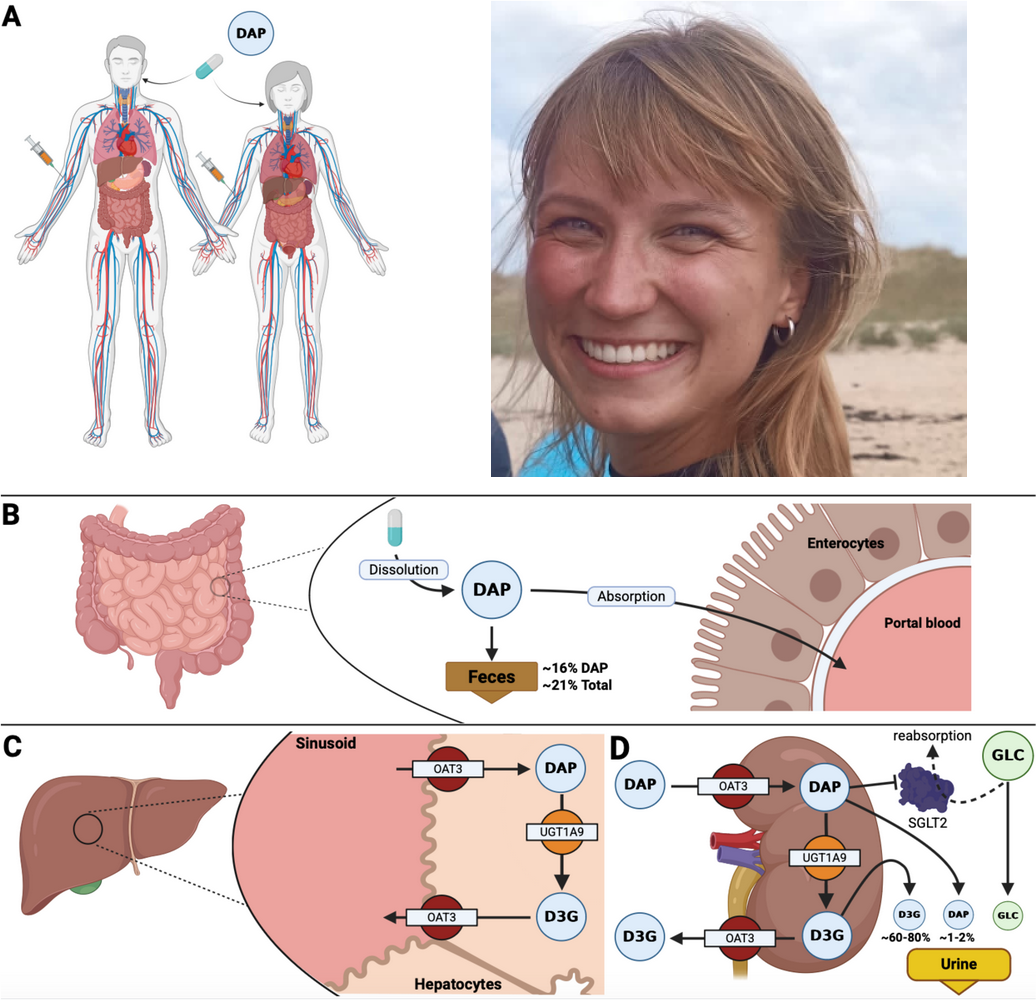 A
DAP
B
Dissolution
DAP
Absorption
Enterocytes
Portal blood
Feces
~16% DAP
~21% Total
C
Sinusoid
OAT3
DAP
UGT1A9
OAT3
D3G
Hepatocytes
D
reabsorption
GLC
DAP
OAT3
DAP
SGLT2
UGT1A9
D3G
OAT3
D3G
D3G
DAP
GLC
~60-80%
~1-2%
Urine